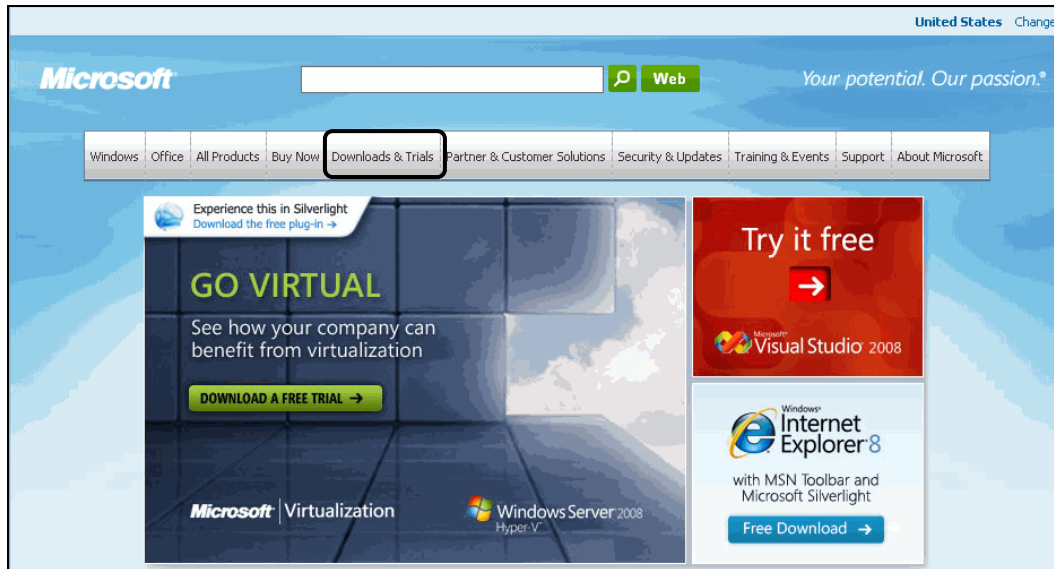 United States Change
Microsoft
Web
Your potential. Our passion.®
Windows Office All Products Buy Now Downloads & Trials Partner & Customer Solutions Security & Updates Training & Events Support About Microsoft
Experience this in Silverlight
Download the free plug-in →
GO VIRTUAL
See how your company can
benefit from virtualization
DOWNLOAD A FREE TRIAL →
Microsoft Virtualization
Windows Server 2008
Hyper-V™
Try it free
Microsoft®
Visual Studio 2008
Windows®
Internet
Explorer 8
with MSN Toolbar and
Microsoft Silverlight
Free Download →